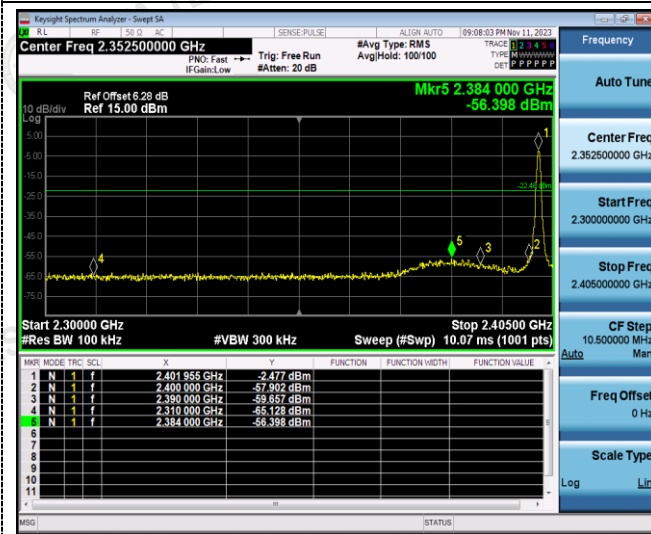 Keysight Spectrum Analyzer - Swept SA
RL RF 50 Ω AC SENSE:PULSE ALIGN AUTO 09:08:03 PM Nov 11, 2023
Center Freq 2.352500000 GHz
PNO: Fast
IFGain:Low
Trig: Free Run
#Atten: 20 dB
#Avg Type: RMS
Avg|Hold: 100/100
TRACE 1 2 3 4 5 6
TYPE M W W W W W
DET P P P P P P
Mkr5 2.384 000 GHz
-56.398 dBm
Ref Offset 6.28 dB
10 dB/div Ref 15.00 dBm
Log
5.00
-5.00
-15.0
-25.0
-35.0
-45.0
-55.0
-65.0
-75.0
1
-22.46 dBm
5
3
2
4
Start 2.30000 GHz Stop 2.40500 GHz
#Res BW 100 kHz #VBW 300 kHz Sweep (#Swp) 10.07 ms (1001 pts)
MKR MODE TRC SCL X Y FUNCTION FUNCTION WIDTH FUNCTION VALUE
1 N 1 f 2.401 955 GHz -2.477 dBm
2 N 1 f 2.400 000 GHz -57.902 dBm
3 N 1 f 2.390 000 GHz -59.657 dBm
4 N 1 f 2.310 000 GHz -65.128 dBm
5 N 1 f 2.384 000 GHz -56.398 dBm
6
7
8
9
10
11
MSG STATUS
Frequency
Auto Tune
Center Freq
2.352500000 GHz
Start Freq
2.300000000 GHz
Stop Freq
2.405000000 GHz
CF Step
10.500000 MHz
Auto Man
Freq Offset
0 Hz
Scale Type
Log Lin